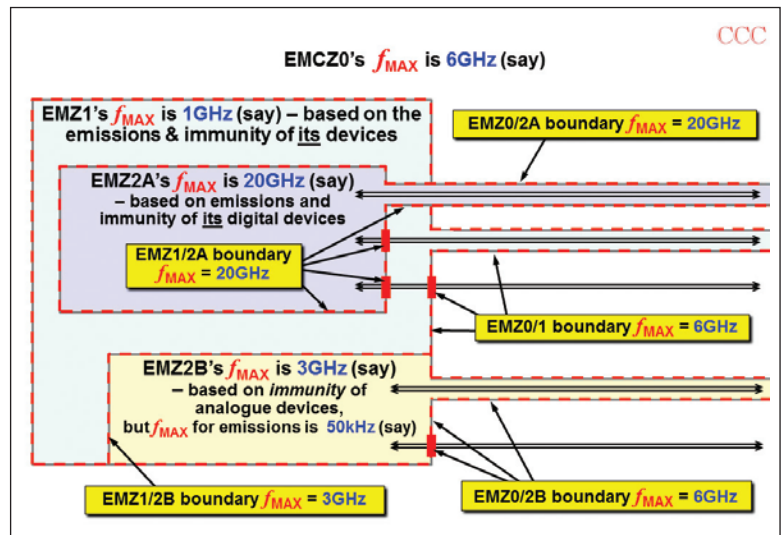 CCC
EMCZ0's fMAX is 6GHz (say)
EMZ1's fMAX is 1GHz (say) – based on the
emissions & immunity of its devices
EMZ0/2A boundary fMAX = 20GHz
EMZ2A's fMAX is 20GHz (say)
– based on emissions and
immunity of its digital devices
EMZ1/2A boundary
fMAX = 20GHz
EMZ0/1 boundary fMAX = 6GHz
EMZ2B's fMAX is 3GHz (say)
– based on immunity of
analogue devices,
but fMAX for emissions is 50kHz (say)
EMZ1/2B boundary fMAX = 3GHz
EMZ0/2B boundary fMAX = 6GHz